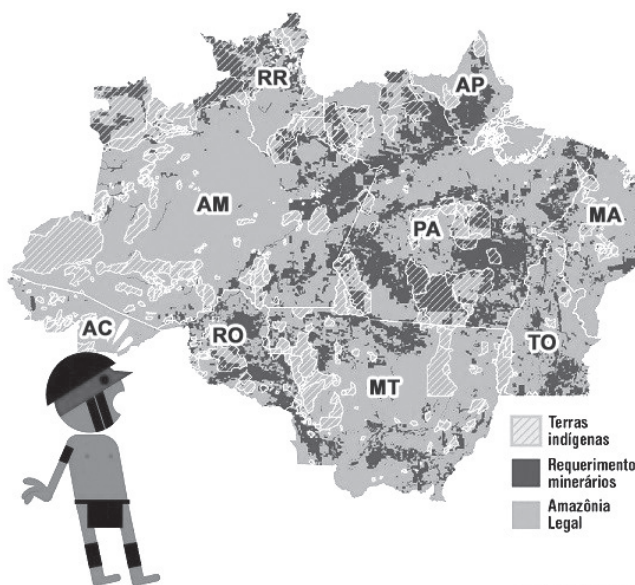 RR
AP
AM
PA
MA
AC
RO
TO
MT
Terras
indígenas
Requerimento
minerários
Amazônia
Legal